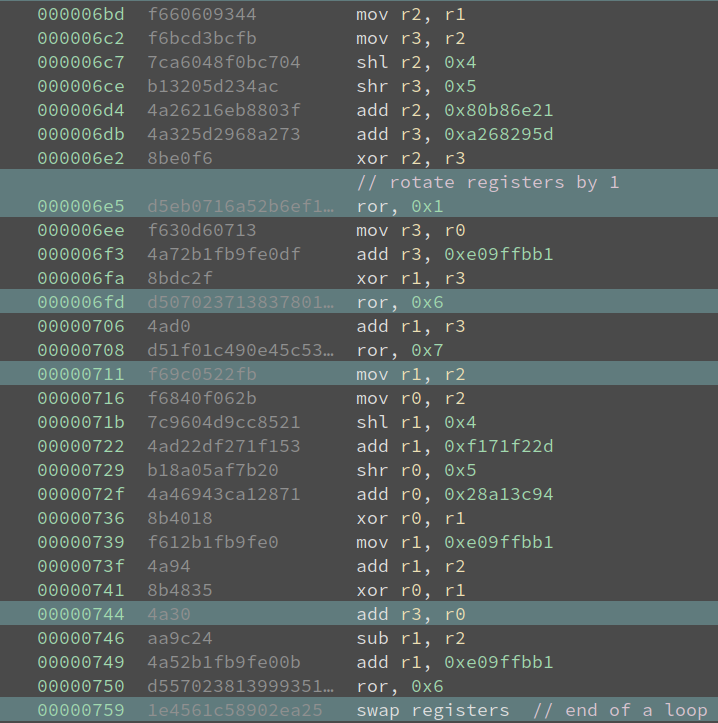 000006bd f660609344 mov r2, r1
000006c2 f6bcd3bcfb mov r3, r2
000006c7 7ca6048f0bc704 shl r2, 0x4
000006ce b13205d234ac shr r3, 0x5
000006d4 4a26216eb8803f add r2, 0x80b86e21
000006db 4a325d2968a273 add r3, 0xa268295d
000006e2 8be0f6 xor r2, r3
// rotate registers by 1
000006e5 d5eb0716a52b6ef1… ror, 0x1
000006ee f630d60713 mov r3, r0
000006f3 4a72b1fb9fe0df add r3, 0xe09ffbb1
000006fa 8bdc2f xor r1, r3
000006fd d507023713837801… ror, 0x6
00000706 4ad0 add r1, r3
00000708 d51f01c490e45c53… ror, 0x7
00000711 f69c0522fb mov r1, r2
00000716 f6840f062b mov r0, r2
0000071b 7c9604d9cc8521 shl r1, 0x4
00000722 4ad22df271f153 add r1, 0xf171f22d
00000729 b18a05af7b20 shr r0, 0x5
0000072f 4a46943ca12871 add r0, 0x28a13c94
00000736 8b4018 xor r0, r1
00000739 f612b1fb9fe0 mov r1, 0xe09ffbb1
0000073f 4a94 add r1, r2
00000741 8b4835 xor r0, r1
00000744 4a30 add r3, r0
00000746 aa9c24 sub r1, r2
00000749 4a52b1fb9fe00b add r1, 0xe09ffbb1
00000750 d557023813999351… ror, 0x6
00000759 1e4561c58902ea25 swap registers // end of a loop